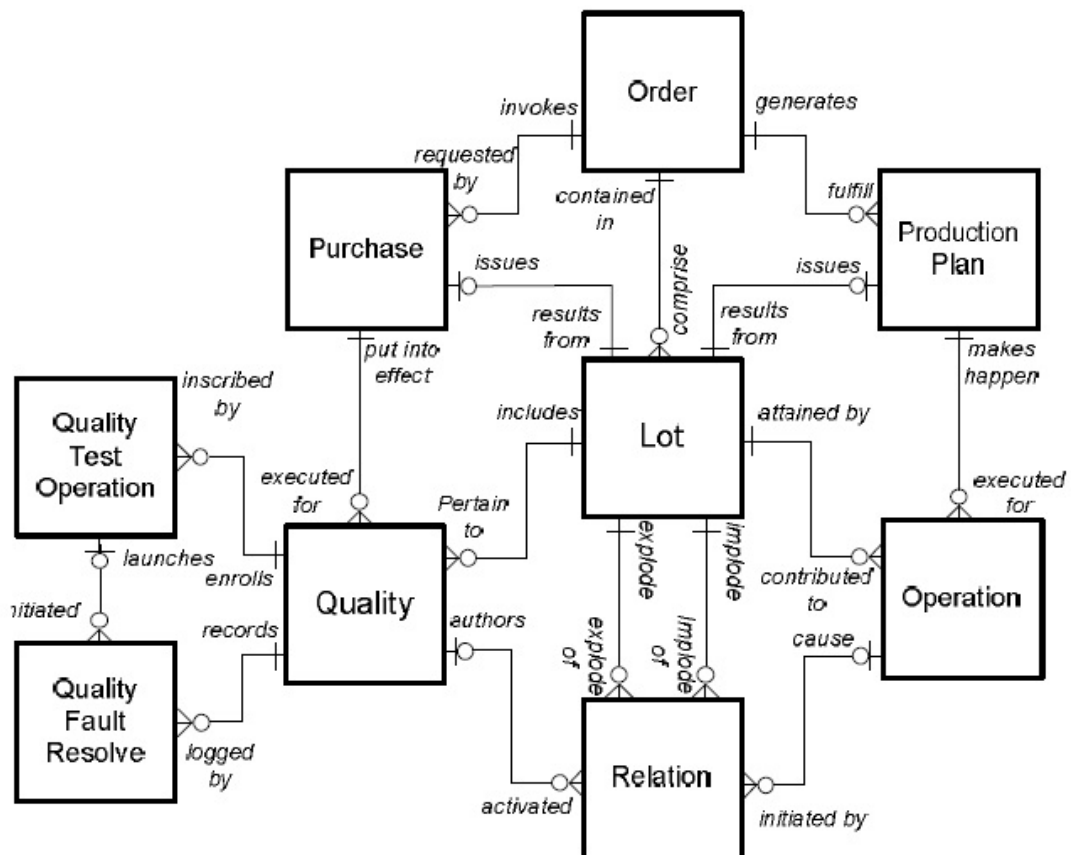 Order
invokes
generates
requested
by
contained
in
fulfill
Purchase
Production
Plan
issues
issues
comprise
results
from
results
from
put into
effect
makes
happen
inscribed
by
Quality
Test
Operation
includes
Lot
attained by
executed
for
Pertain
to
executed
for
launches
enrolls
explode
implode
contributed
to
Quality
Operation
initiated
records
authors
cause
explode
of
Implode
of
Quality
Fault
Resolve
logged
by
activated
Relation
initiated by